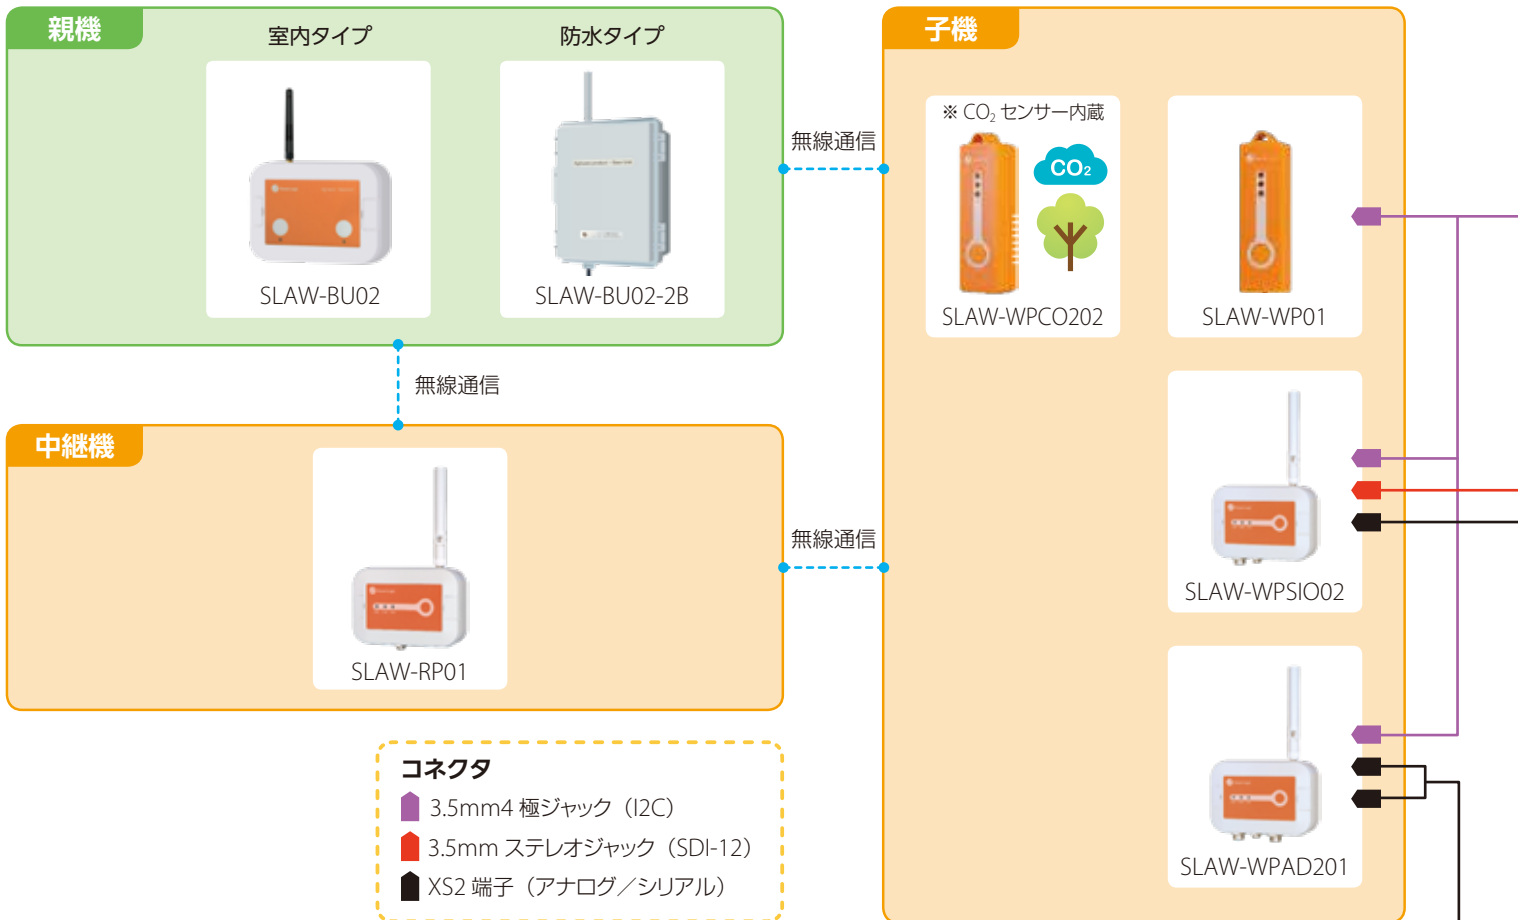 親機
室内タイプ
防水タイプ
SLAW-BU02
SLAW-BU02-2B
無線通信
無線通信
中継機
SLAW-RP01
無線通信
子機
※ CO₂ センサー内蔵
CO₂
SLAW-WPCO202
SLAW-WP01
SLAW-WPSIO02
SLAW-WPAD201
コネクタ
3.5mm4 極ジャック（I2C）
3.5mm ステレオジャック（SDI-12）
XS2 端子（アナログ／シリアル）